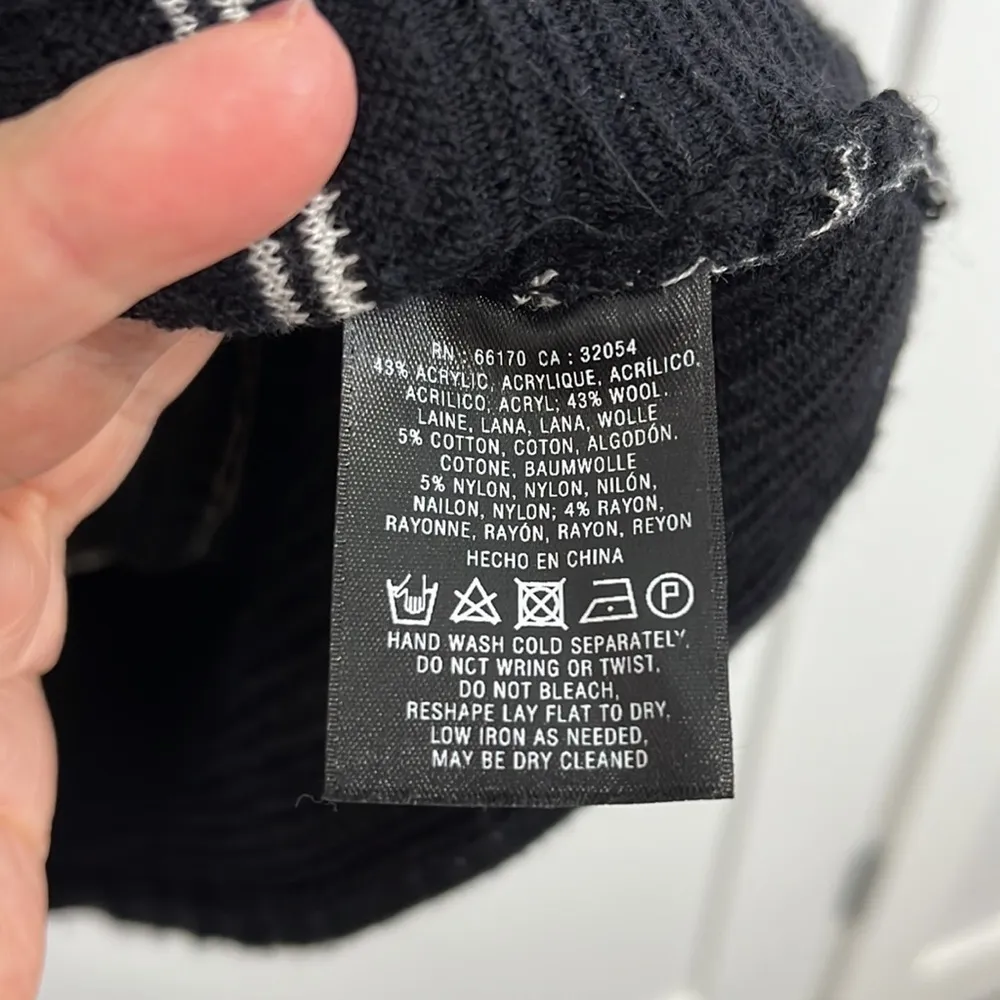 RN : 66170 CA : 32054
43% ACRYLIC, ACRYLIQUE, ACRÍLICO,
ACRILICO, ACRYL; 43% WOOL.
LAINE, LANA, LANA, WOLLE
5% COTTON, COTON, ALGODÓN.
COTONE, BAUMWOLLE
5% NYLON, NYLON, NILÓN,
NAILON, NYLON; 4% RAYON,
RAYONNE, RAYÓN, RAYON, REYON
HECHO EN CHINA
P
HAND WASH COLD SEPARATELY.
DO NOT WRING OR TWIST,
DO NOT BLEACH,
RESHAPE LAY FLAT TO DRY,
LOW IRON AS NEEDED,
MAY BE DRY CLEANED